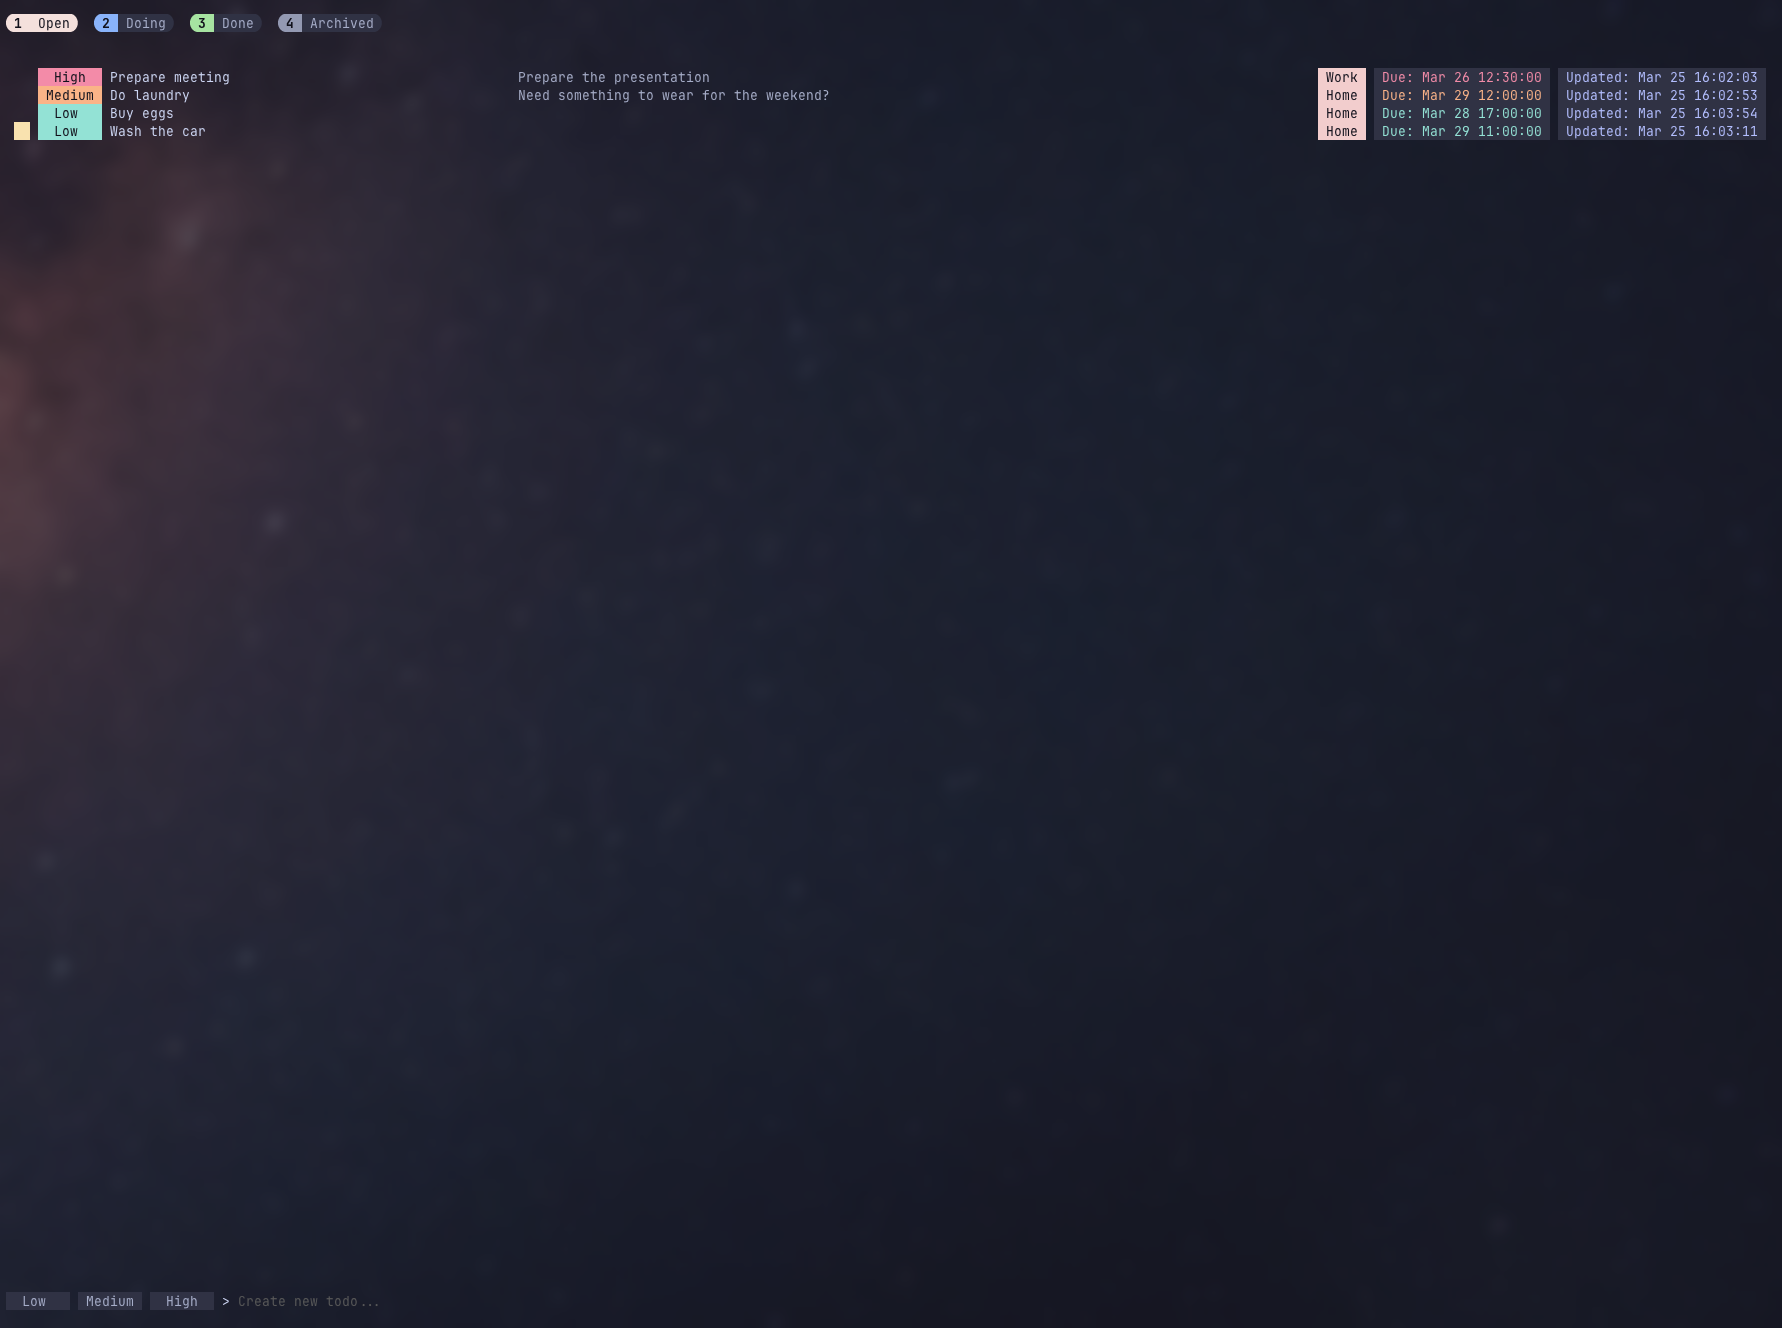 1 Open 2 Doing 3 Done 4 Archived
High Prepare meeting Prepare the presentation Work Due: Mar 26 12:30:00 Updated: Mar 25 16:02:03
Medium Do laundry Need something to wear for the weekend? Home Due: Mar 29 12:00:00 Updated: Mar 25 16:02:53
Low Buy eggs Home Due: Mar 28 17:00:00 Updated: Mar 25 16:03:54
Low Wash the car Home Due: Mar 29 11:00:00 Updated: Mar 25 16:03:11
Low Medium High > Create new todo...